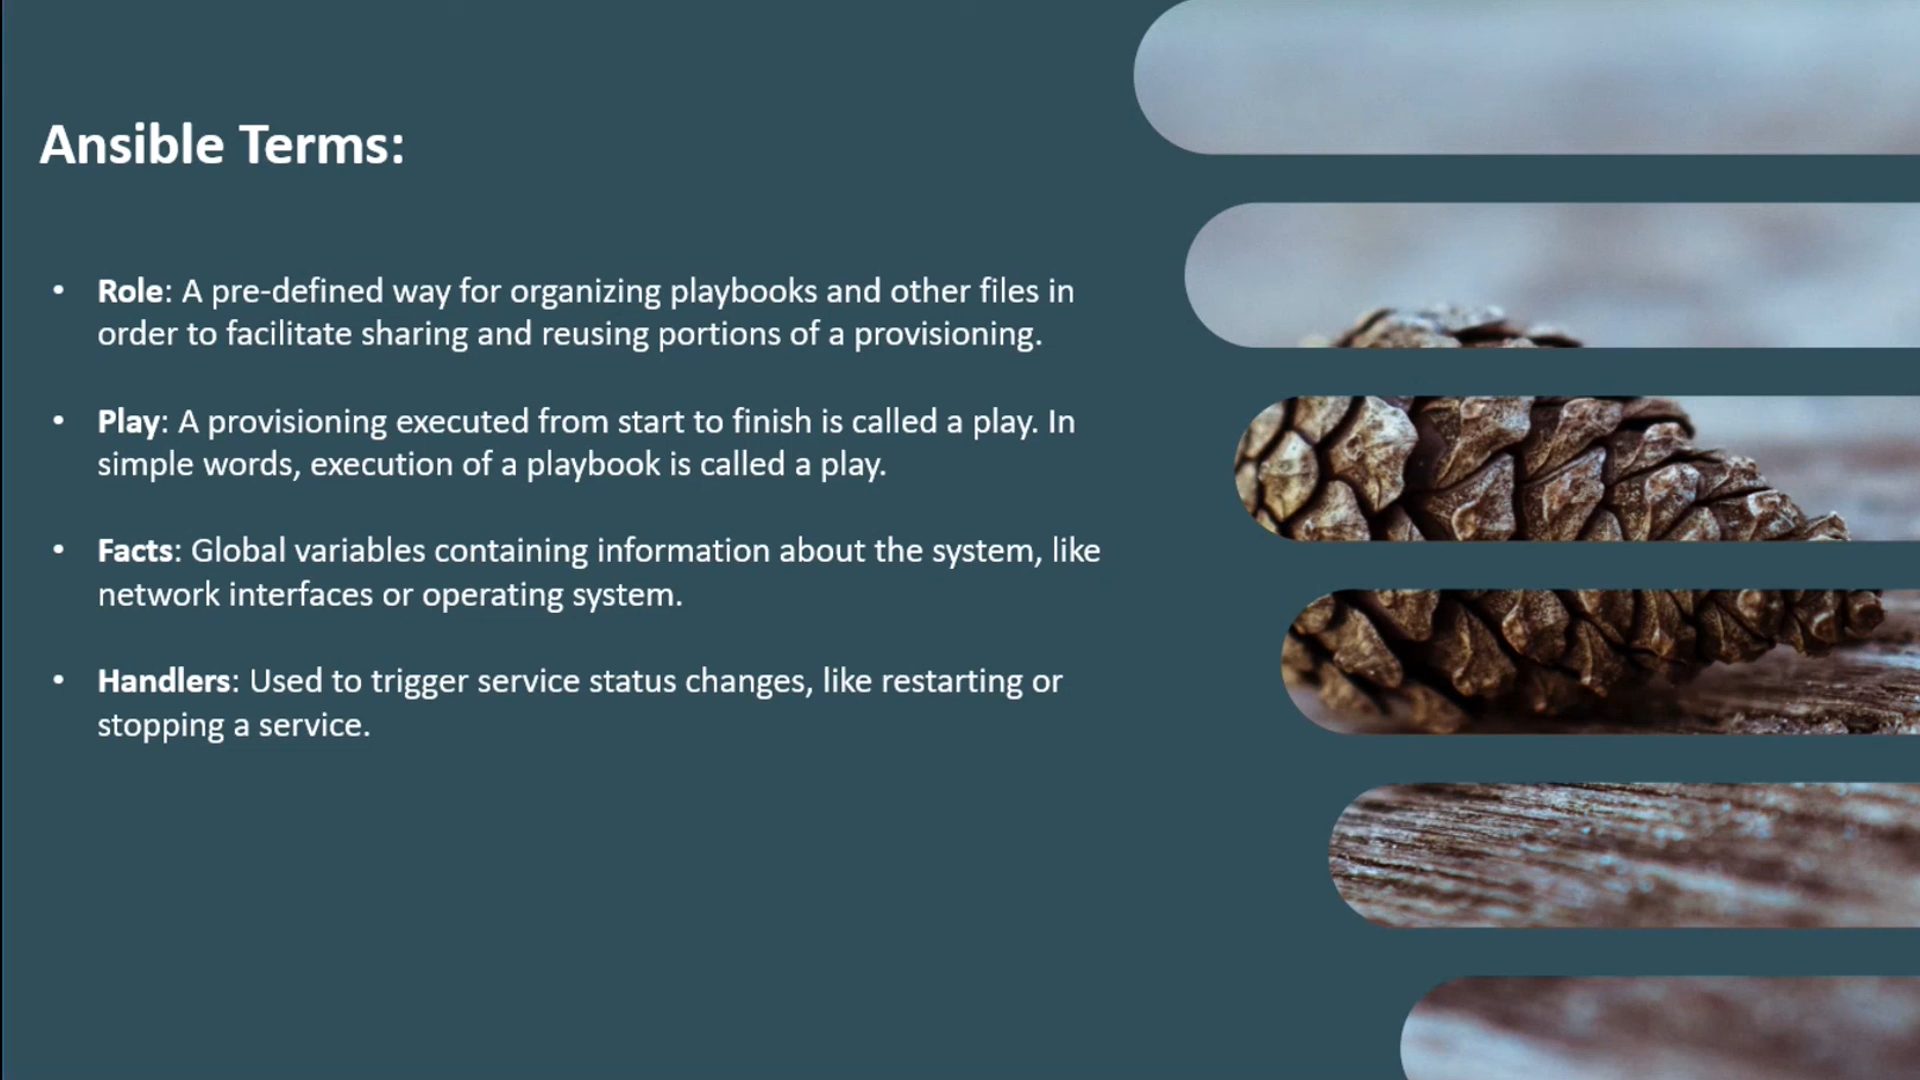 Ansible Terms:
• Role: A pre-defined way for organizing playbooks and other files in
order to facilitate sharing and reusing portions of a provisioning.
• Play: A provisioning executed from start to finish is called a play. In
simple words, execution of a playbook is called a play.
• Facts: Global variables containing information about the system, like
network interfaces or operating system.
• Handlers: Used to trigger service status changes, like restarting or
stopping a service.